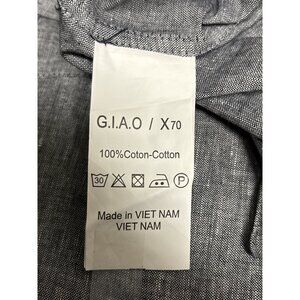 G.I.A.O / X70
100%Coton-Cotton
30 P
Made in VIET NAM
VIET NAM